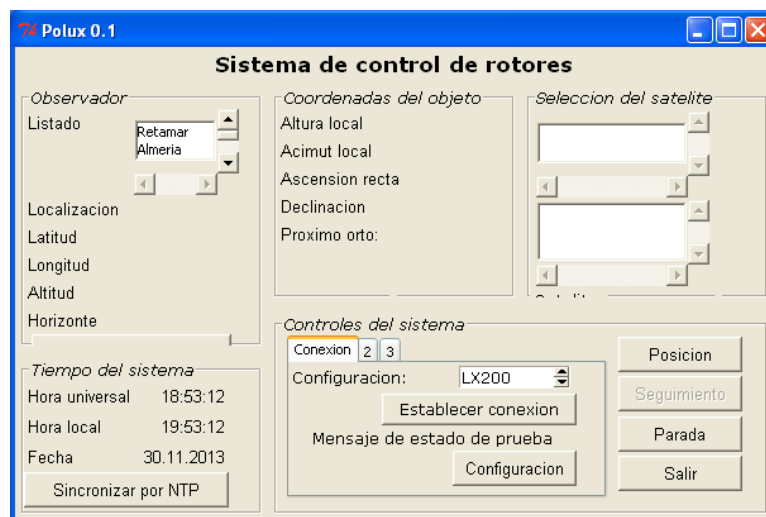 Polux 0.1
Sistema de control de rotores
Observador
Listado
Retamar
Almeria
Localizacion
Latitud
Longitud
Altitud
Horizonte
Tiempo del sistema
Hora universal 18:53:12
Hora local 19:53:12
Fecha 30.11.2013
Sincronizar por NTP
Coordenadas del objeto
Altura local
Acimut local
Ascension recta
Declinacion
Proximo orto:
Seleccion del satelite
Controles del sistema
Conexion 2 3
Configuracion: LX200
Establecer conexion
Mensaje de estado de prueba
Configuracion
Posicion
Seguimiento
Parada
Salir